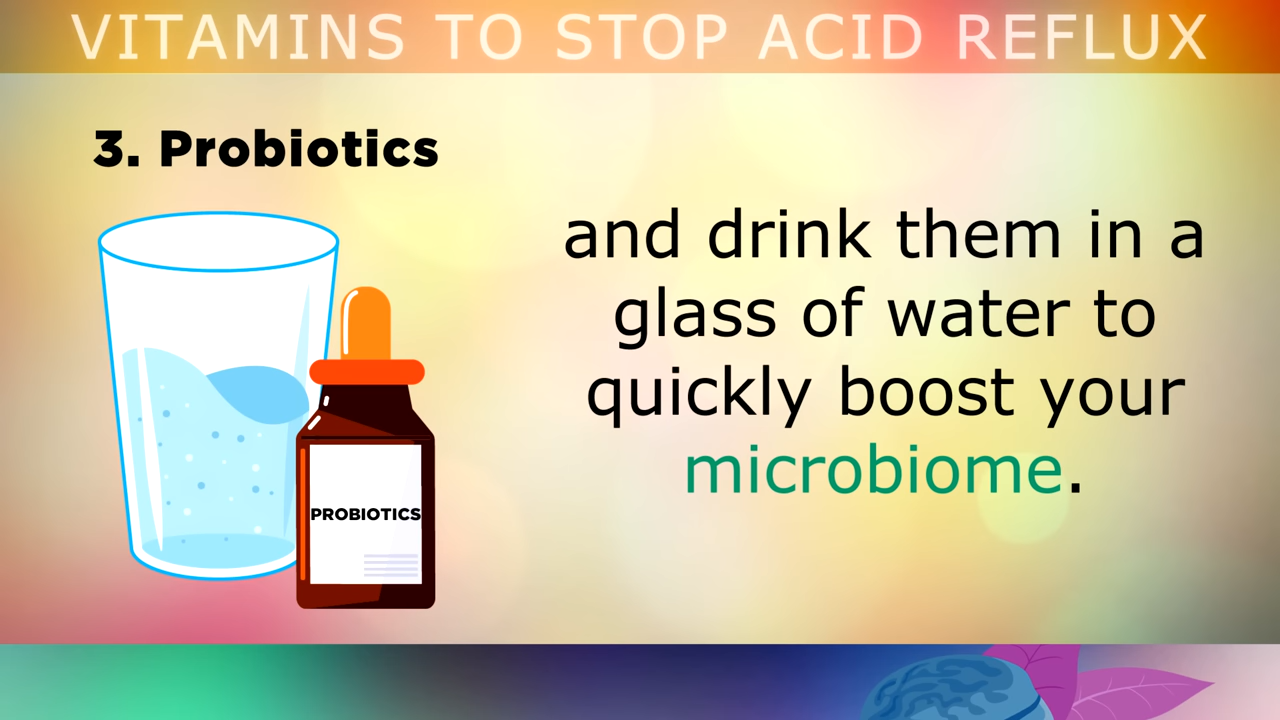 VITAMINS TO STOP ACID REFLUX
3. Probiotics
and drink them in a
glass of water to
quickly boost your
microbiome.
PROBIOTICS